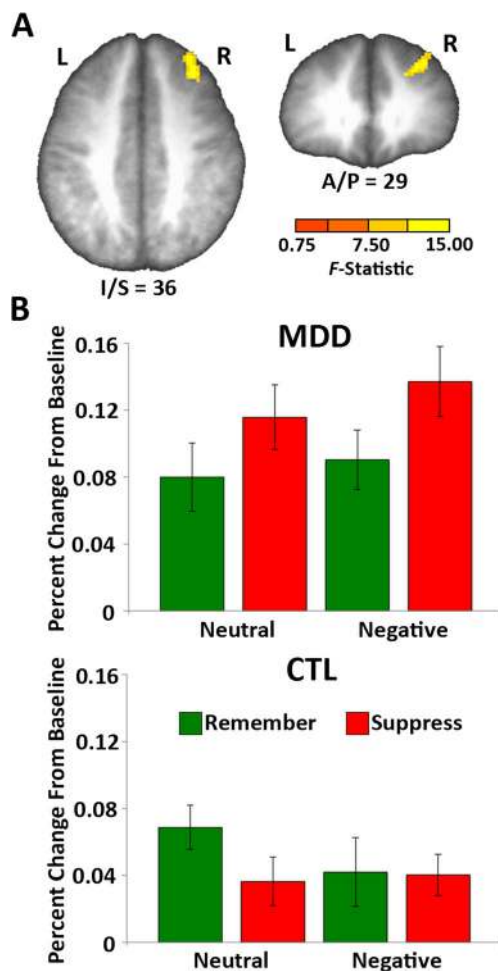 A
L
R
L
R
A/P = 29
0.75 7.50 15.00
F-Statistic
I/S = 36
B
MDD
Percent Change From Baseline
0.16
0.12
0.08
0.04
0
Neutral Negative
CTL
Percent Change From Baseline
0.16
0.12
0.08
0.04
0
Remember Suppress
Neutral Negative